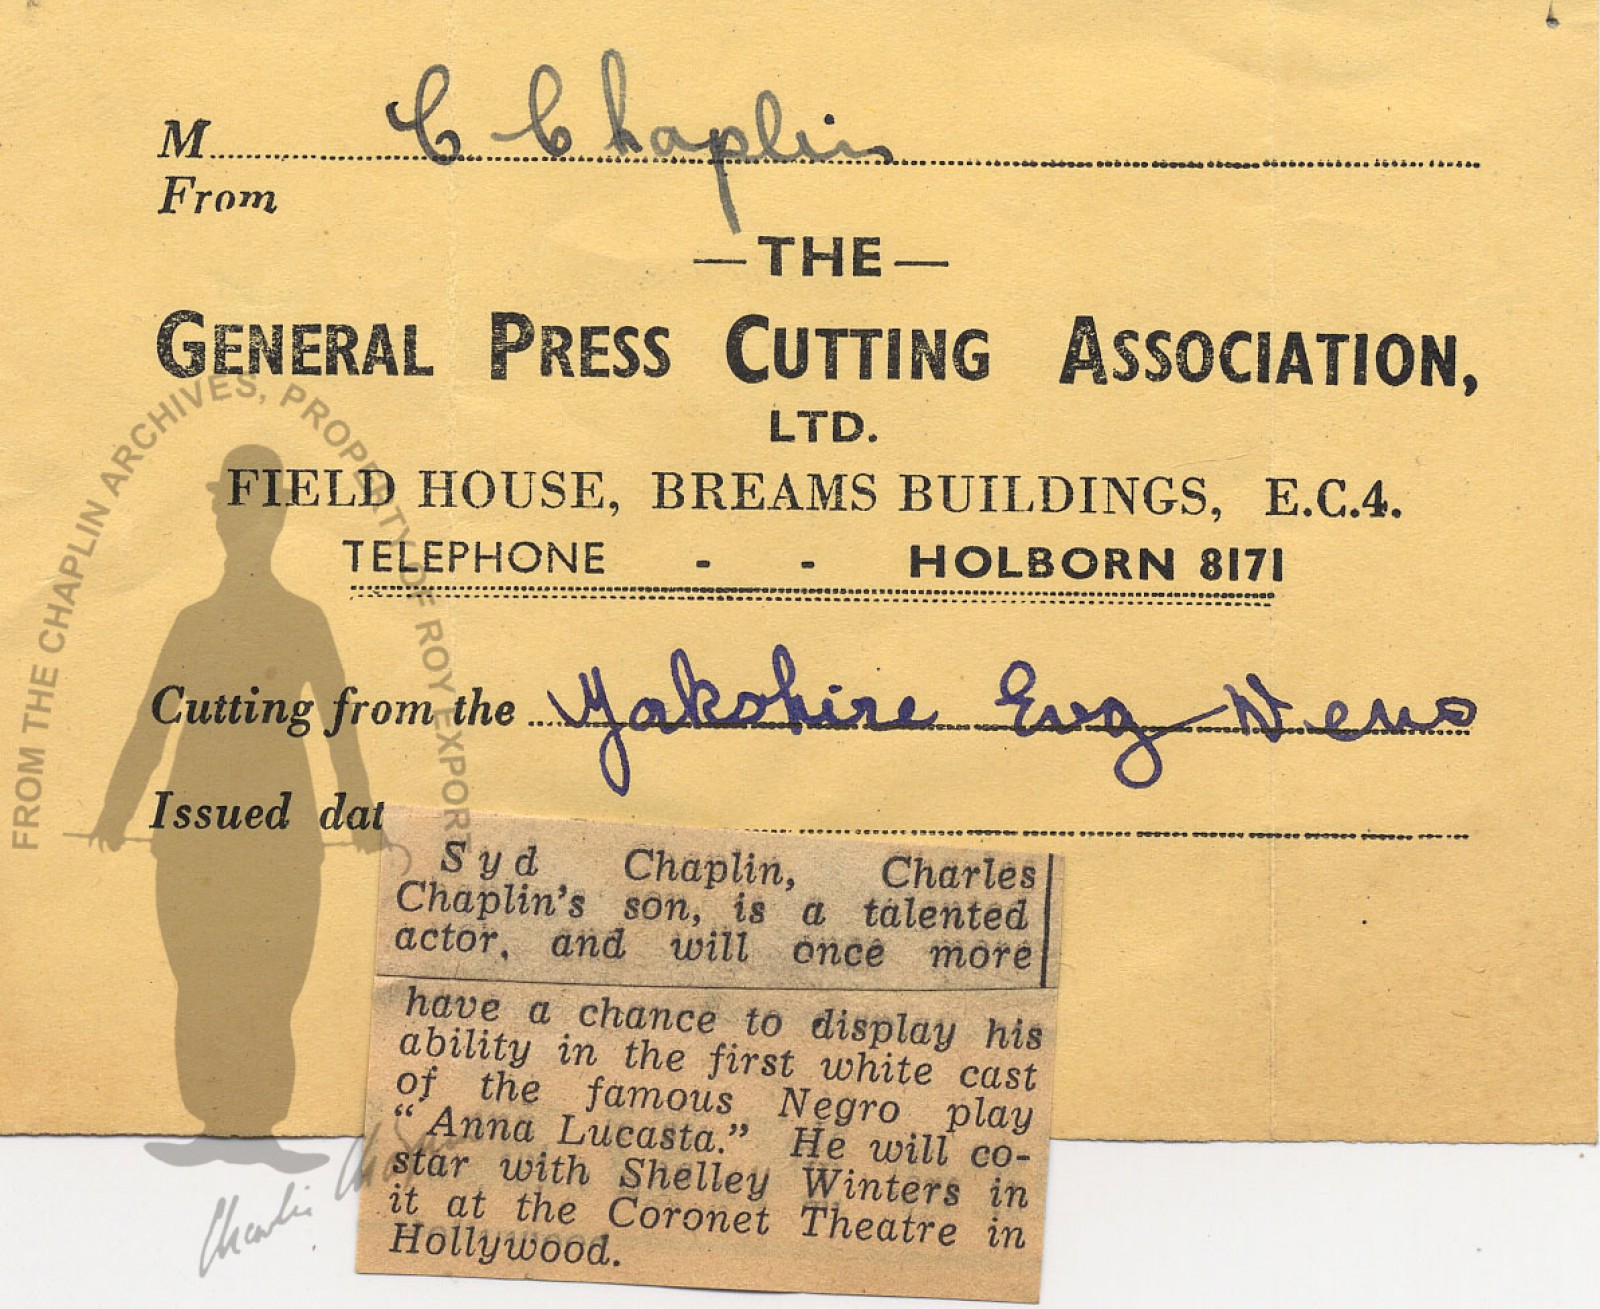 M C Chaplin
From
—THE—
GENERAL PRESS CUTTING ASSOCIATION,
LTD.
FIELD HOUSE, BREAMS BUILDINGS, E.C.4.
TELEPHONE - - HOLBORN 8171
Cutting from the Yorkshire Evg News
Issued dat
Syd Chaplin, Charles
Chaplin's son, is a talented
actor, and will once more
have a chance to display his
ability in the first white cast
of the famous Negro play
“Anna Lucasta.” He will co-
star with Shelley Winters in
it at the Coronet Theatre in
Hollywood.
FROM THE CHAPLIN ARCHIVES, PROPERTY OF ROY EXPORT
Charlie Chaplin